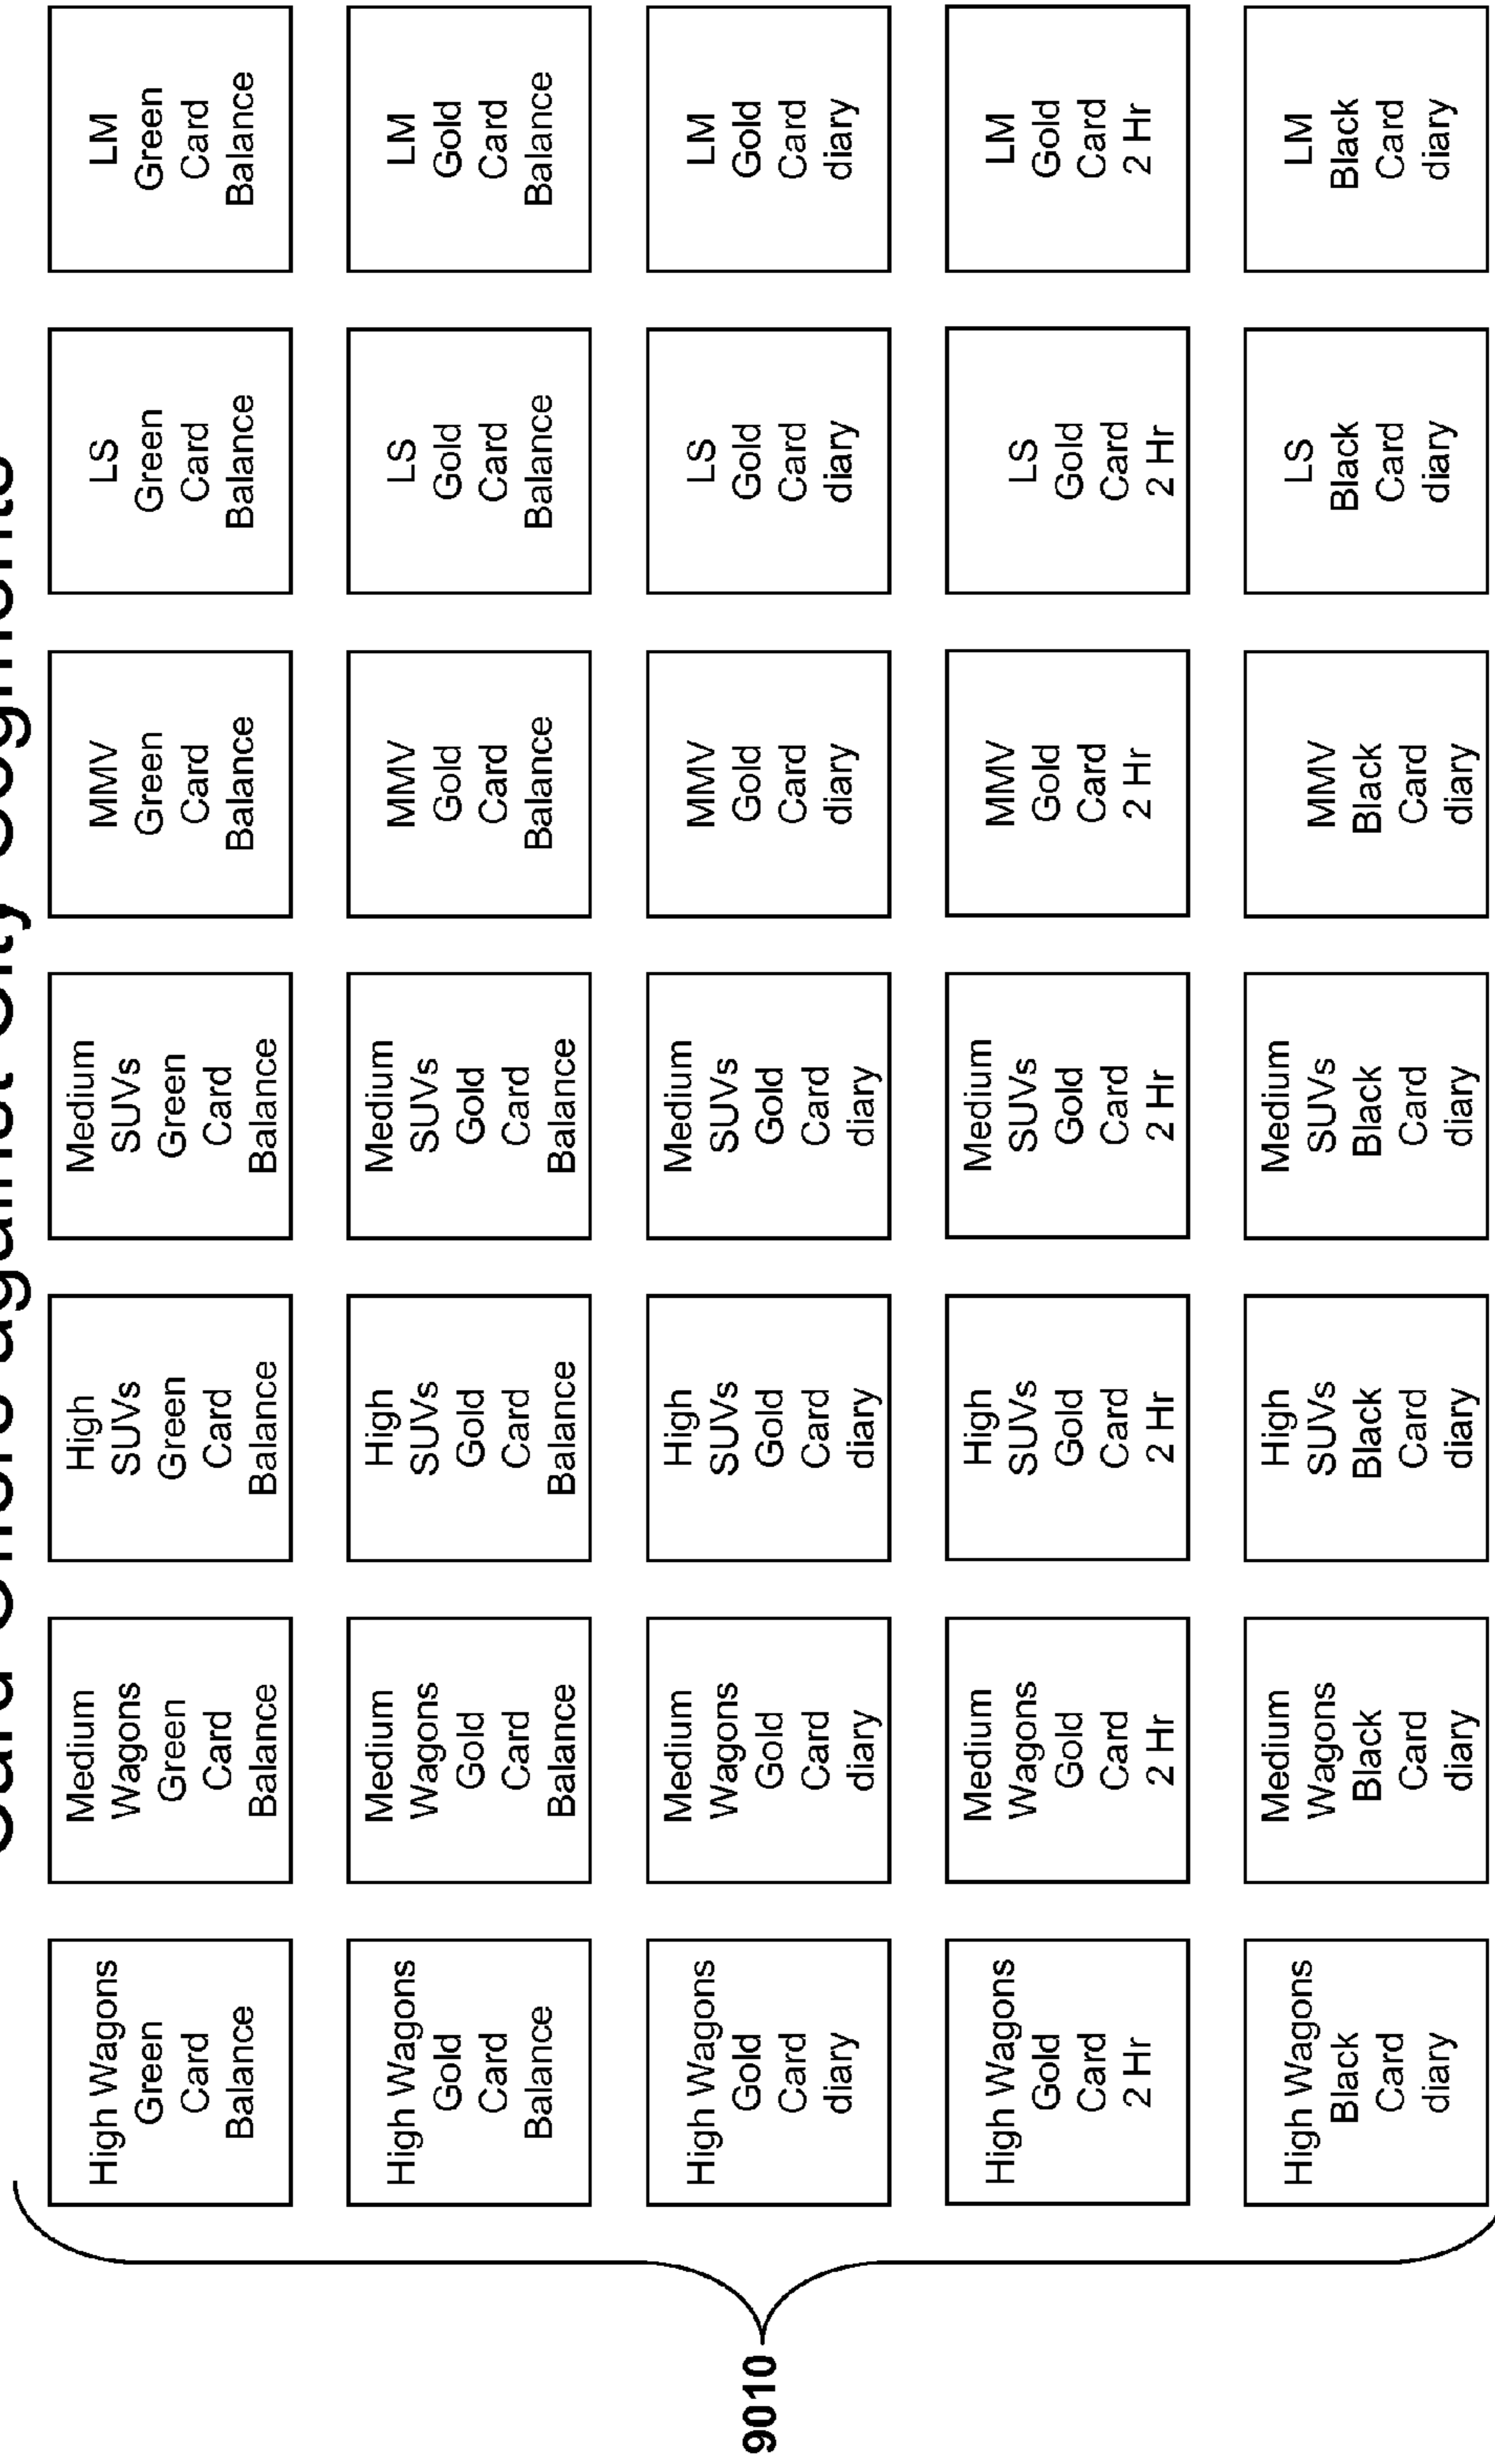 Card Offers against City Segments
9010
High Wagons
Green
Card
Balance
Medium
Wagons
Green
Card
Balance
High
SUVs
Green
Card
Balance
Medium
SUVs
Green
Card
Balance
MMV
Green
Card
Balance
LS
Green
Card
Balance
LM
Green
Card
Balance
High Wagons
Gold
Card
Balance
Medium
Wagons
Gold
Card
Balance
High
SUVs
Gold
Card
Balance
Medium
SUVs
Gold
Card
Balance
MMV
Gold
Card
Balance
LS
Gold
Card
Balance
LM
Gold
Card
Balance
High Wagons
Gold
Card
diary
Medium
Wagons
Gold
Card
diary
High
SUVs
Gold
Card
diary
Medium
SUVs
Gold
Card
diary
MMV
Gold
Card
diary
LS
Gold
Card
diary
LM
Gold
Card
diary
High Wagons
Gold
Card
2 Hr
Medium
Wagons
Gold
Card
2 Hr
High
SUVs
Gold
Card
2 Hr
Medium
SUVs
Gold
Card
2 Hr
MMV
Gold
Card
2 Hr
LS
Gold
Card
2 Hr
LM
Gold
Card
2 Hr
High Wagons
Black
Card
diary
Medium
Wagons
Black
Card
diary
High
SUVs
Black
Card
diary
Medium
SUVs
Black
Card
diary
MMV
Black
Card
diary
LS
Black
Card
diary
LM
Black
Card
diary